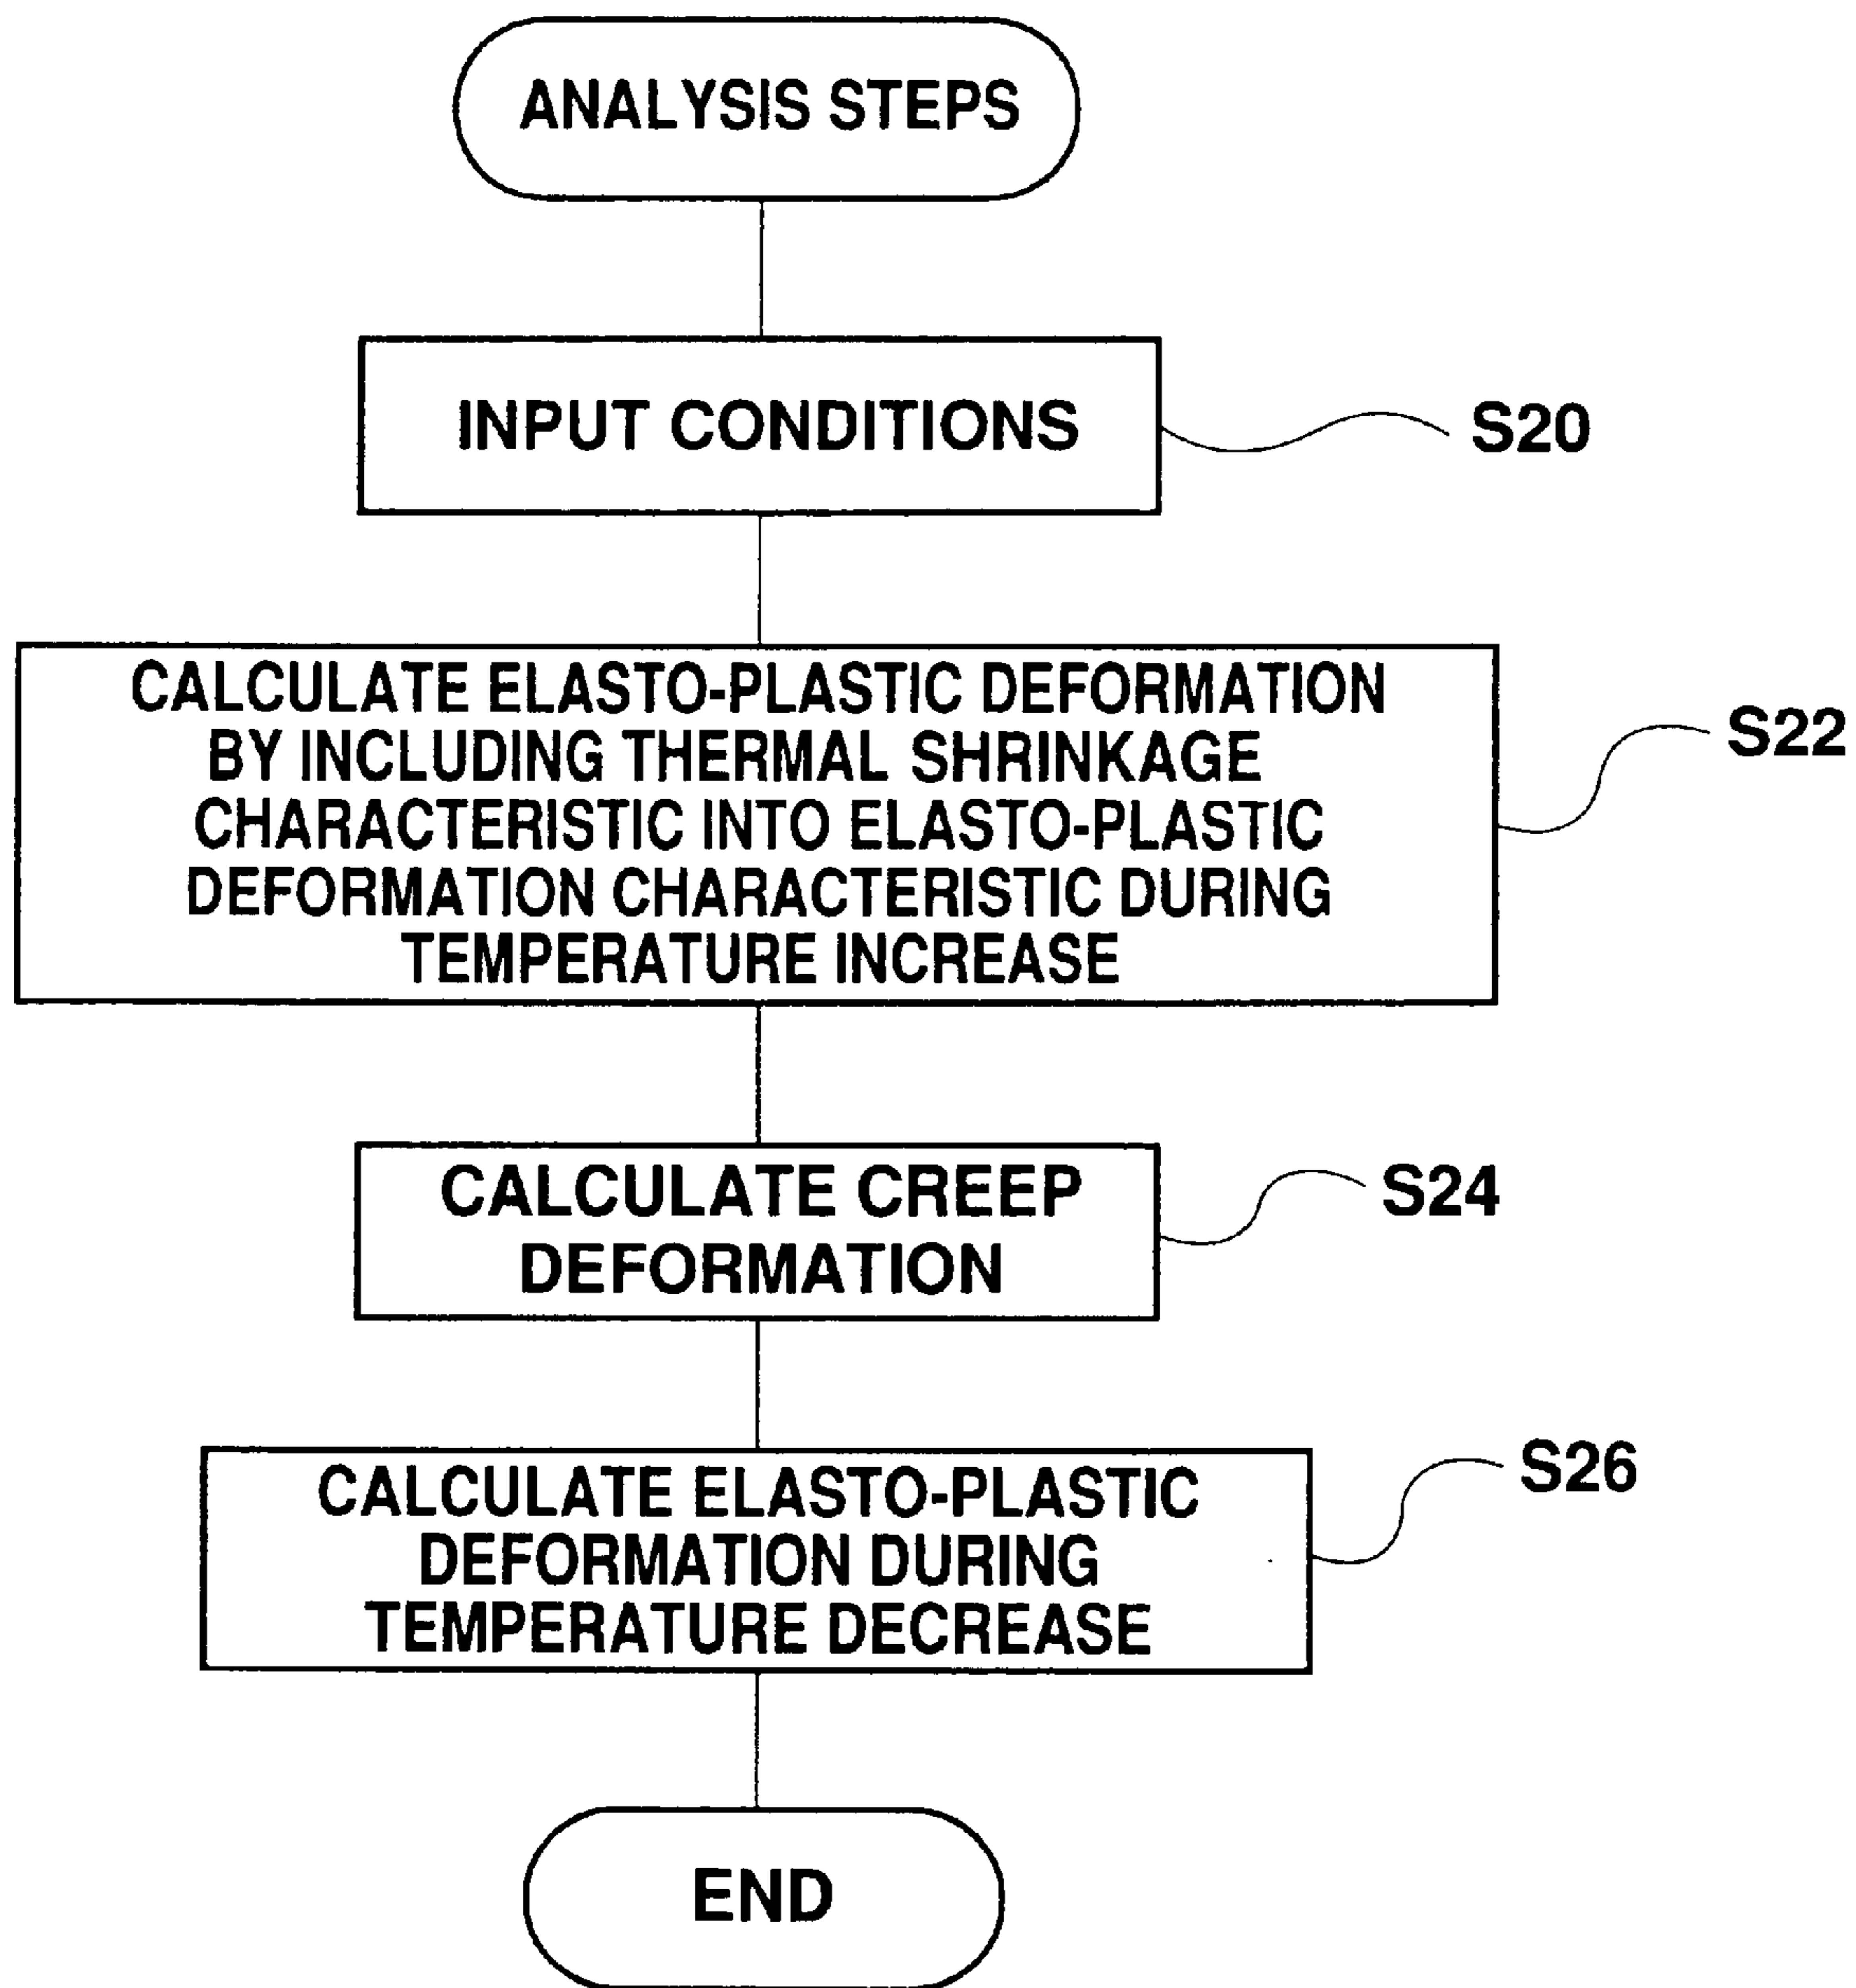 ANALYSIS STEPS
INPUT CONDITIONS
S20
CALCULATE ELASTO-PLASTIC DEFORMATION
BY INCLUDING THERMAL SHRINKAGE
CHARACTERISTIC INTO ELASTO-PLASTIC
DEFORMATION CHARACTERISTIC DURING
TEMPERATURE INCREASE
S22
CALCULATE CREEP
DEFORMATION
S24
CALCULATE ELASTO-PLASTIC
DEFORMATION DURING
TEMPERATURE DECREASE
S26
END